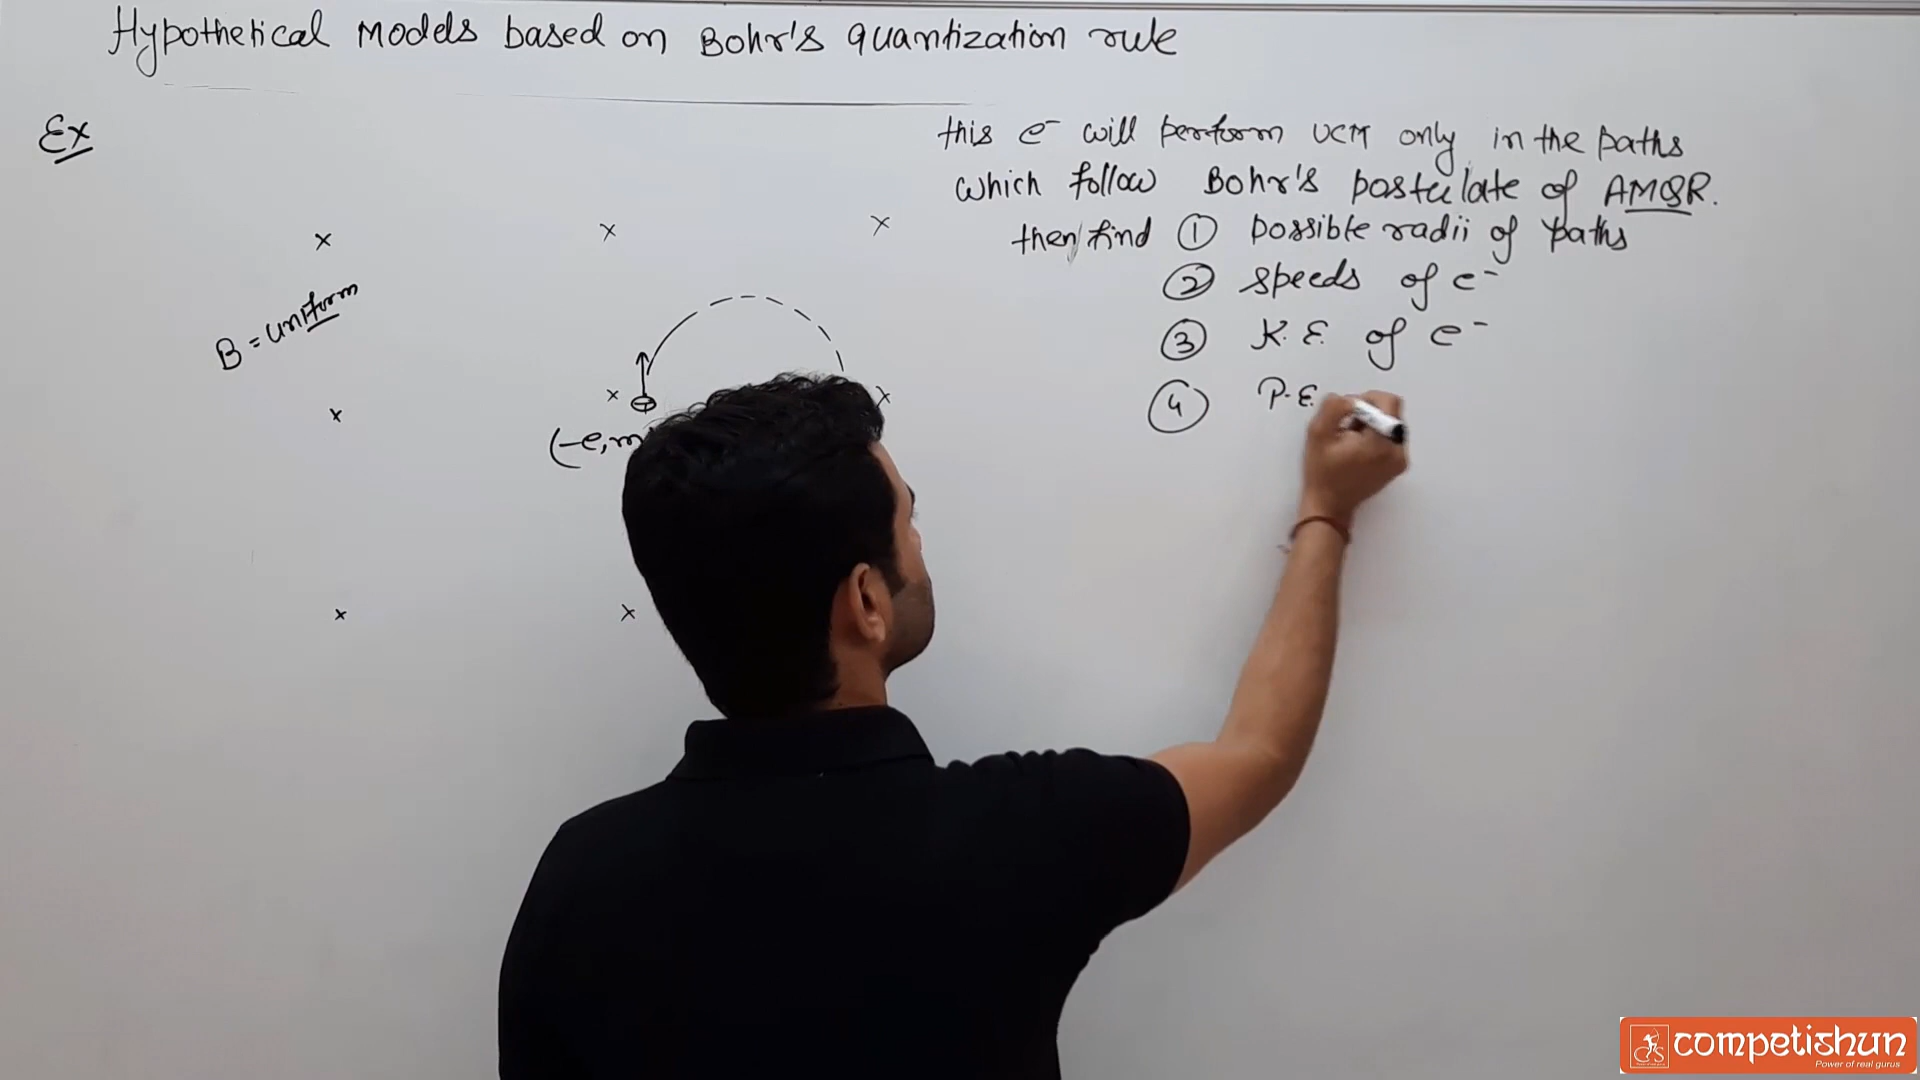 Hypothetical Models based on Bohr's quantization rule
Ex
this e⁻ will perform UCM only in the paths
which follow Bohr's postulate of AMQR.
then find ① possible radii of paths
② speeds of e⁻
③ K.E. of e⁻
④ P.E.
B = uniform
(-e, m
competishun
Power of real gurus